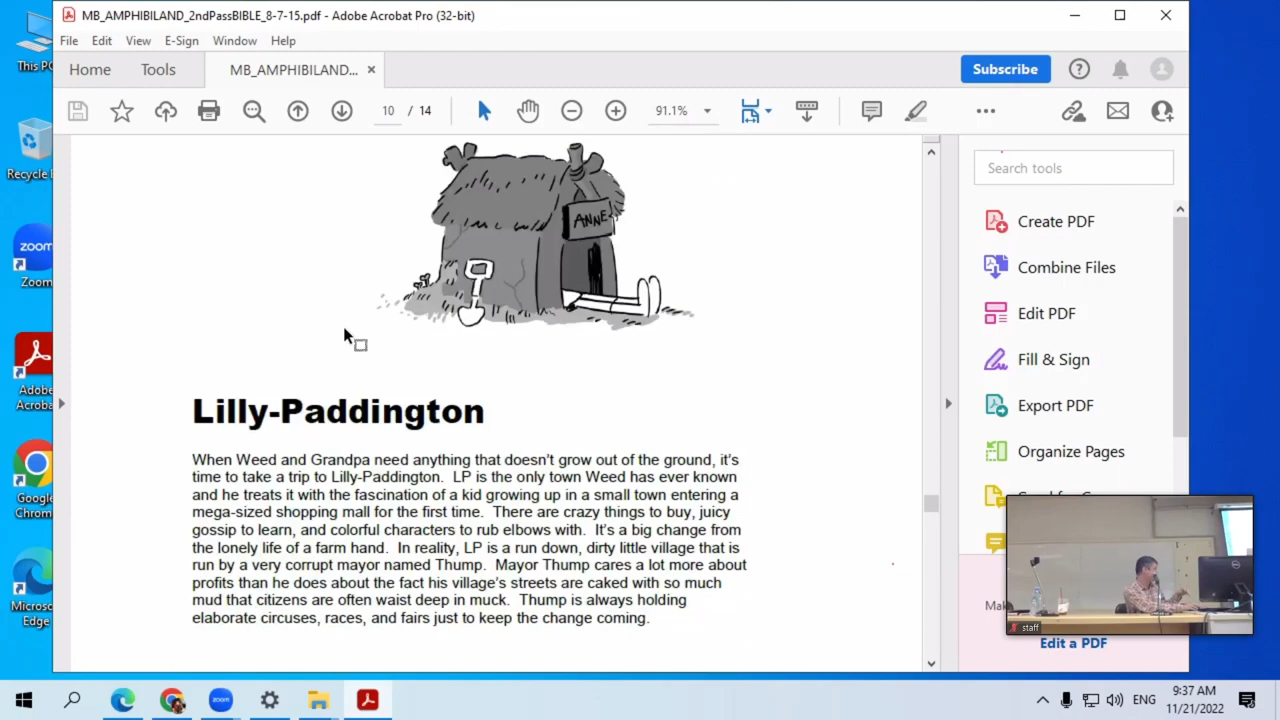 This PC
Recycle
zoom
Zoom
Adobe
Acroba
Google
Chrom
Microso
Edge
MB_AMPHIBILAND_2ndPassBIBLE_8-7-15.pdf - Adobe Acrobat Pro (32-bit)
File Edit View E-Sign Window Help
Home Tools MB_AMPHIBILAND... × Subscribe
10 / 14 91.1%
ANNE
Lilly-Paddington
When Weed and Grandpa need anything that doesn't grow out of the ground, it's
time to take a trip to Lilly-Paddington. LP is the only town Weed has ever known
and he treats it with the fascination of a kid growing up in a small town entering a
mega-sized shopping mall for the first time. There are crazy things to buy, juicy
gossip to learn, and colorful characters to rub elbows with. It's a big change from
the lonely life of a farm hand. In reality, LP is a run down, dirty little village that is
run by a very corrupt mayor named Thump. Mayor Thump cares a lot more about
profits than he does about the fact his village's streets are caked with so much
mud that citizens are often waist deep in muck. Thump is always holding
elaborate circuses, races, and fairs just to keep the change coming.
Search tools
Create PDF
Combine Files
Edit PDF
Fill & Sign
Export PDF
Organize Pages
staff
Edit a PDF
zoom
ENG
9:37 AM
11/21/2022